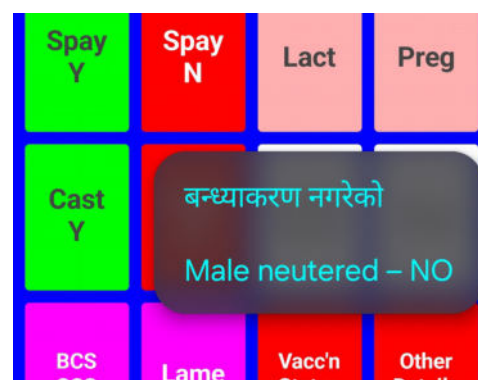 Spay
Y
Spay
N
Lact
Preg
Cast
Y
बन्ध्याकरण नगरेको
Male neutered – NO
BCS
Lame
Vacc'n
Other